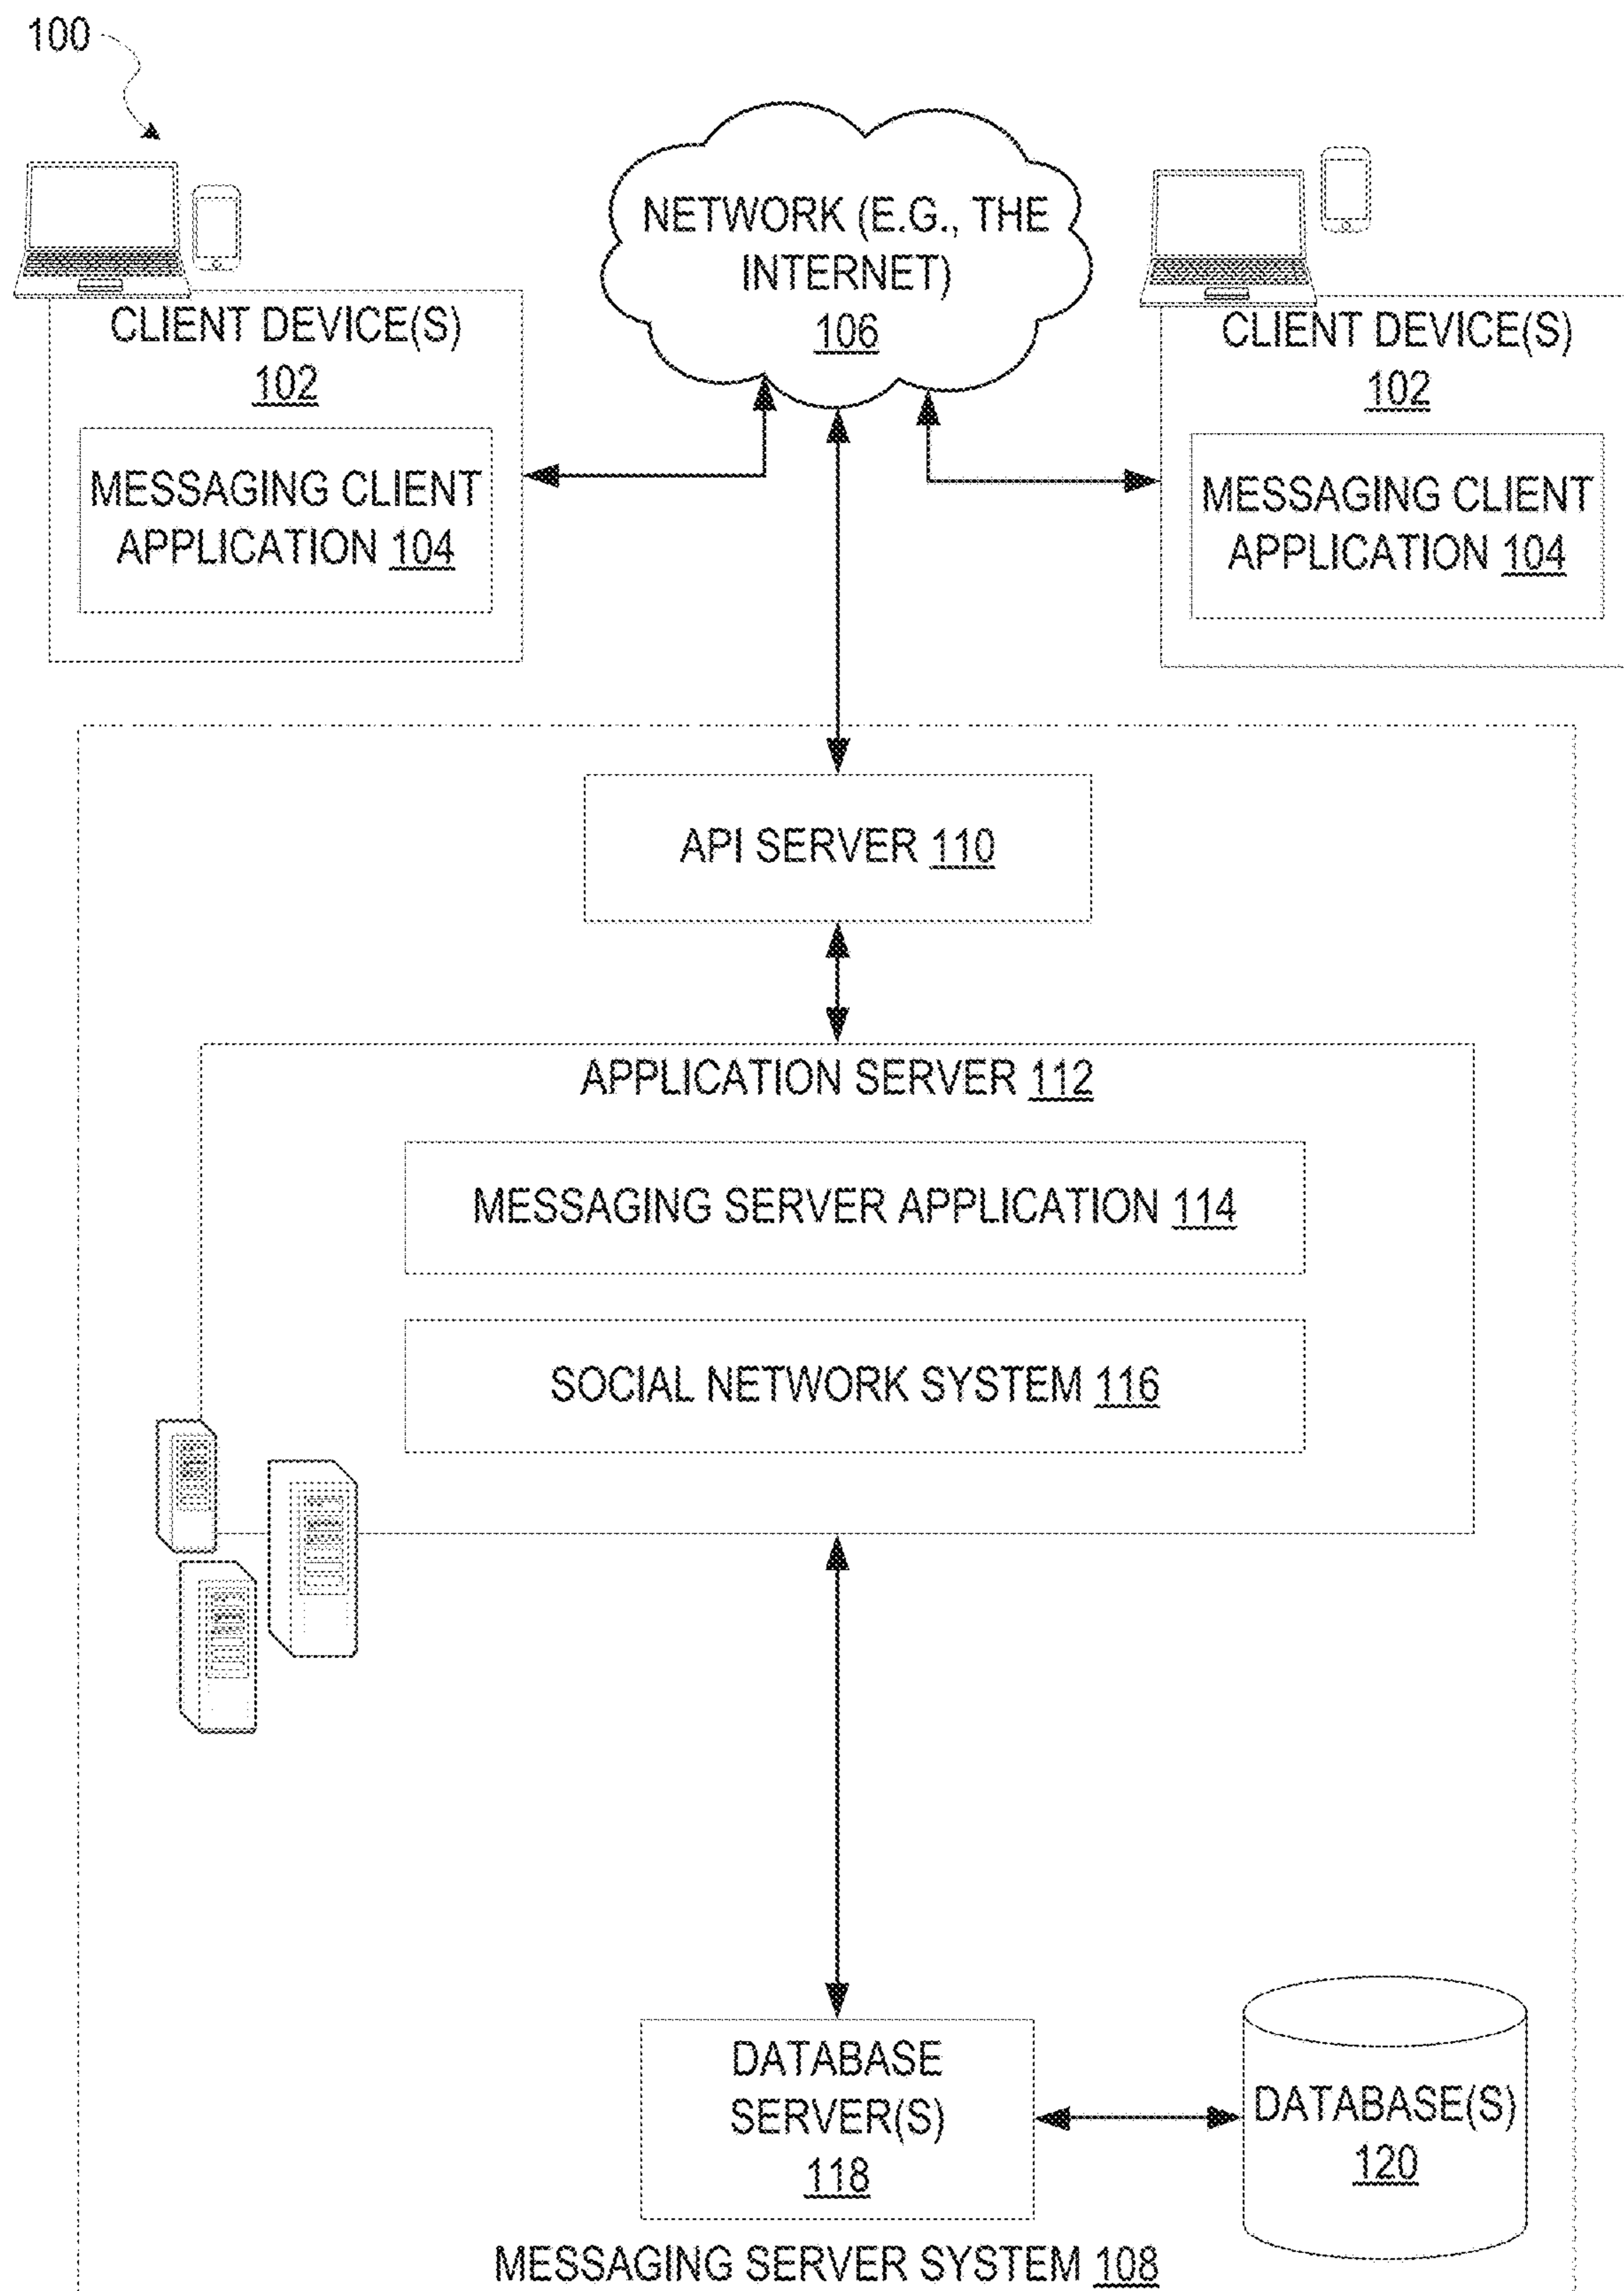 100
NETWORK (E.G., THE
INTERNET)
106
CLIENT DEVICE(S)
102
MESSAGING CLIENT
APPLICATION 104
CLIENT DEVICE(S)
102
MESSAGING CLIENT
APPLICATION 104
API SERVER 110
APPLICATION SERVER 112
MESSAGING SERVER APPLICATION 114
SOCIAL NETWORK SYSTEM 116
DATABASE
SERVER(S)
118
DATABASE(S)
120
MESSAGING SERVER SYSTEM 108